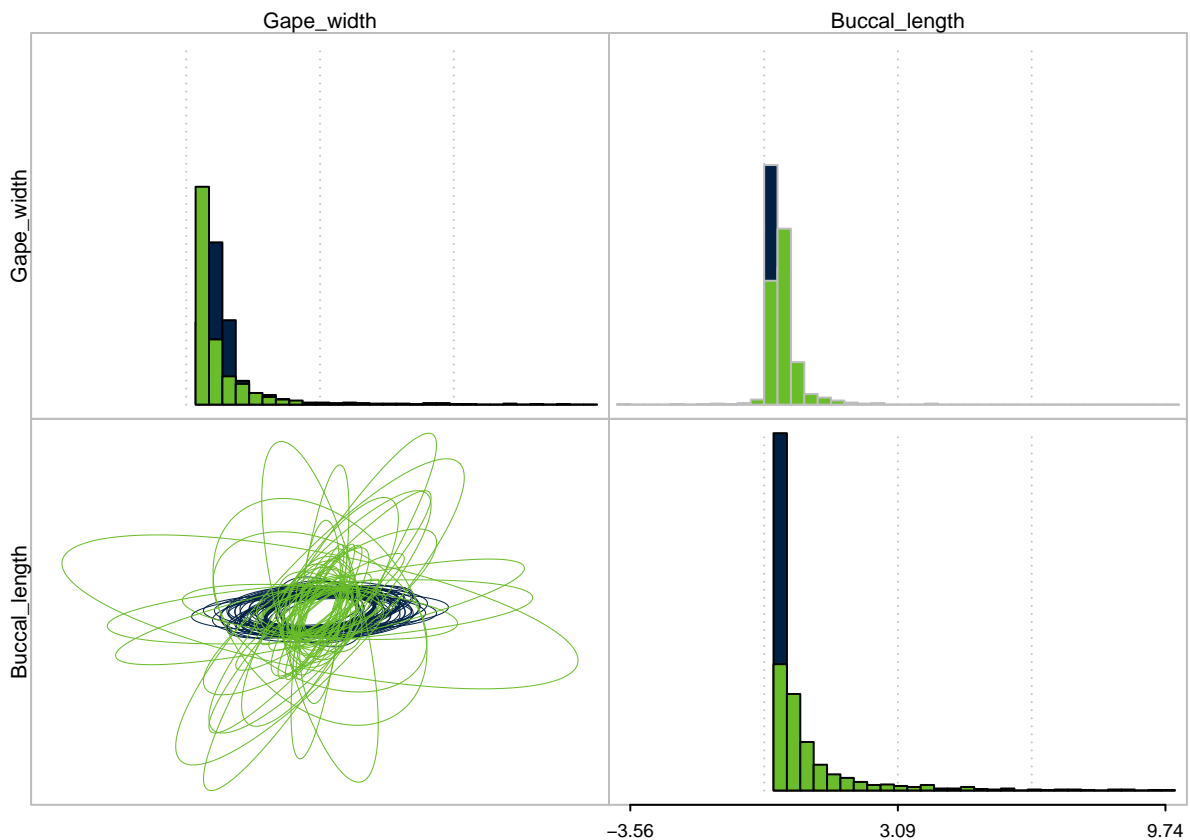 Gape_width
Buccal_length
Gape_width
Buccal_length
−3.56
3.09
9.74